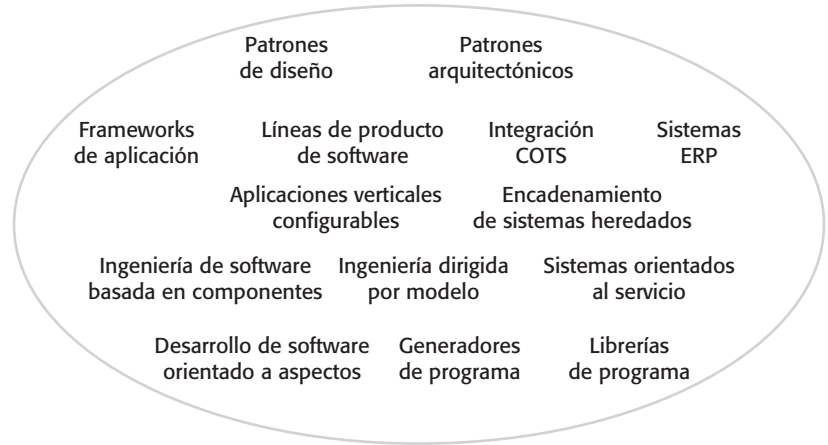 Patrones
de diseño
Patrones
arquitectónicos
Frameworks
de aplicación
Líneas de producto
de software
Integración
COTS
Sistemas
ERP
Aplicaciones verticales
configurables
Encadenamiento
de sistemas heredados
Ingeniería de software
basada en componentes
Ingeniería dirigida
por modelo
Sistemas orientados
al servicio
Desarrollo de software
orientado a aspectos
Generadores
de programa
Librerías
de programa